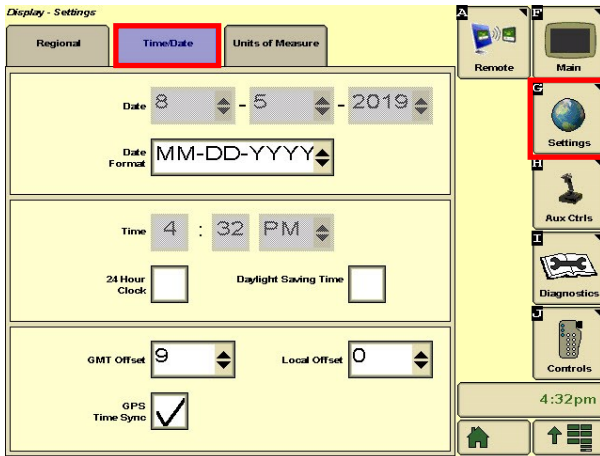 Display - Settings
Regional
Time/Date
Units of Measure
Date 8 - 5 - 2019
Date
Format MM-DD-YYYY
Time 4 : 32 PM
24 Hour
Clock
Daylight Saving Time
GMT Offset 9
Local Offset 0
GPS
Time Sync
A
Remote
F
Main
G
Settings
H
Aux Ctrls
I
Diagnostics
J
Controls
4:32pm